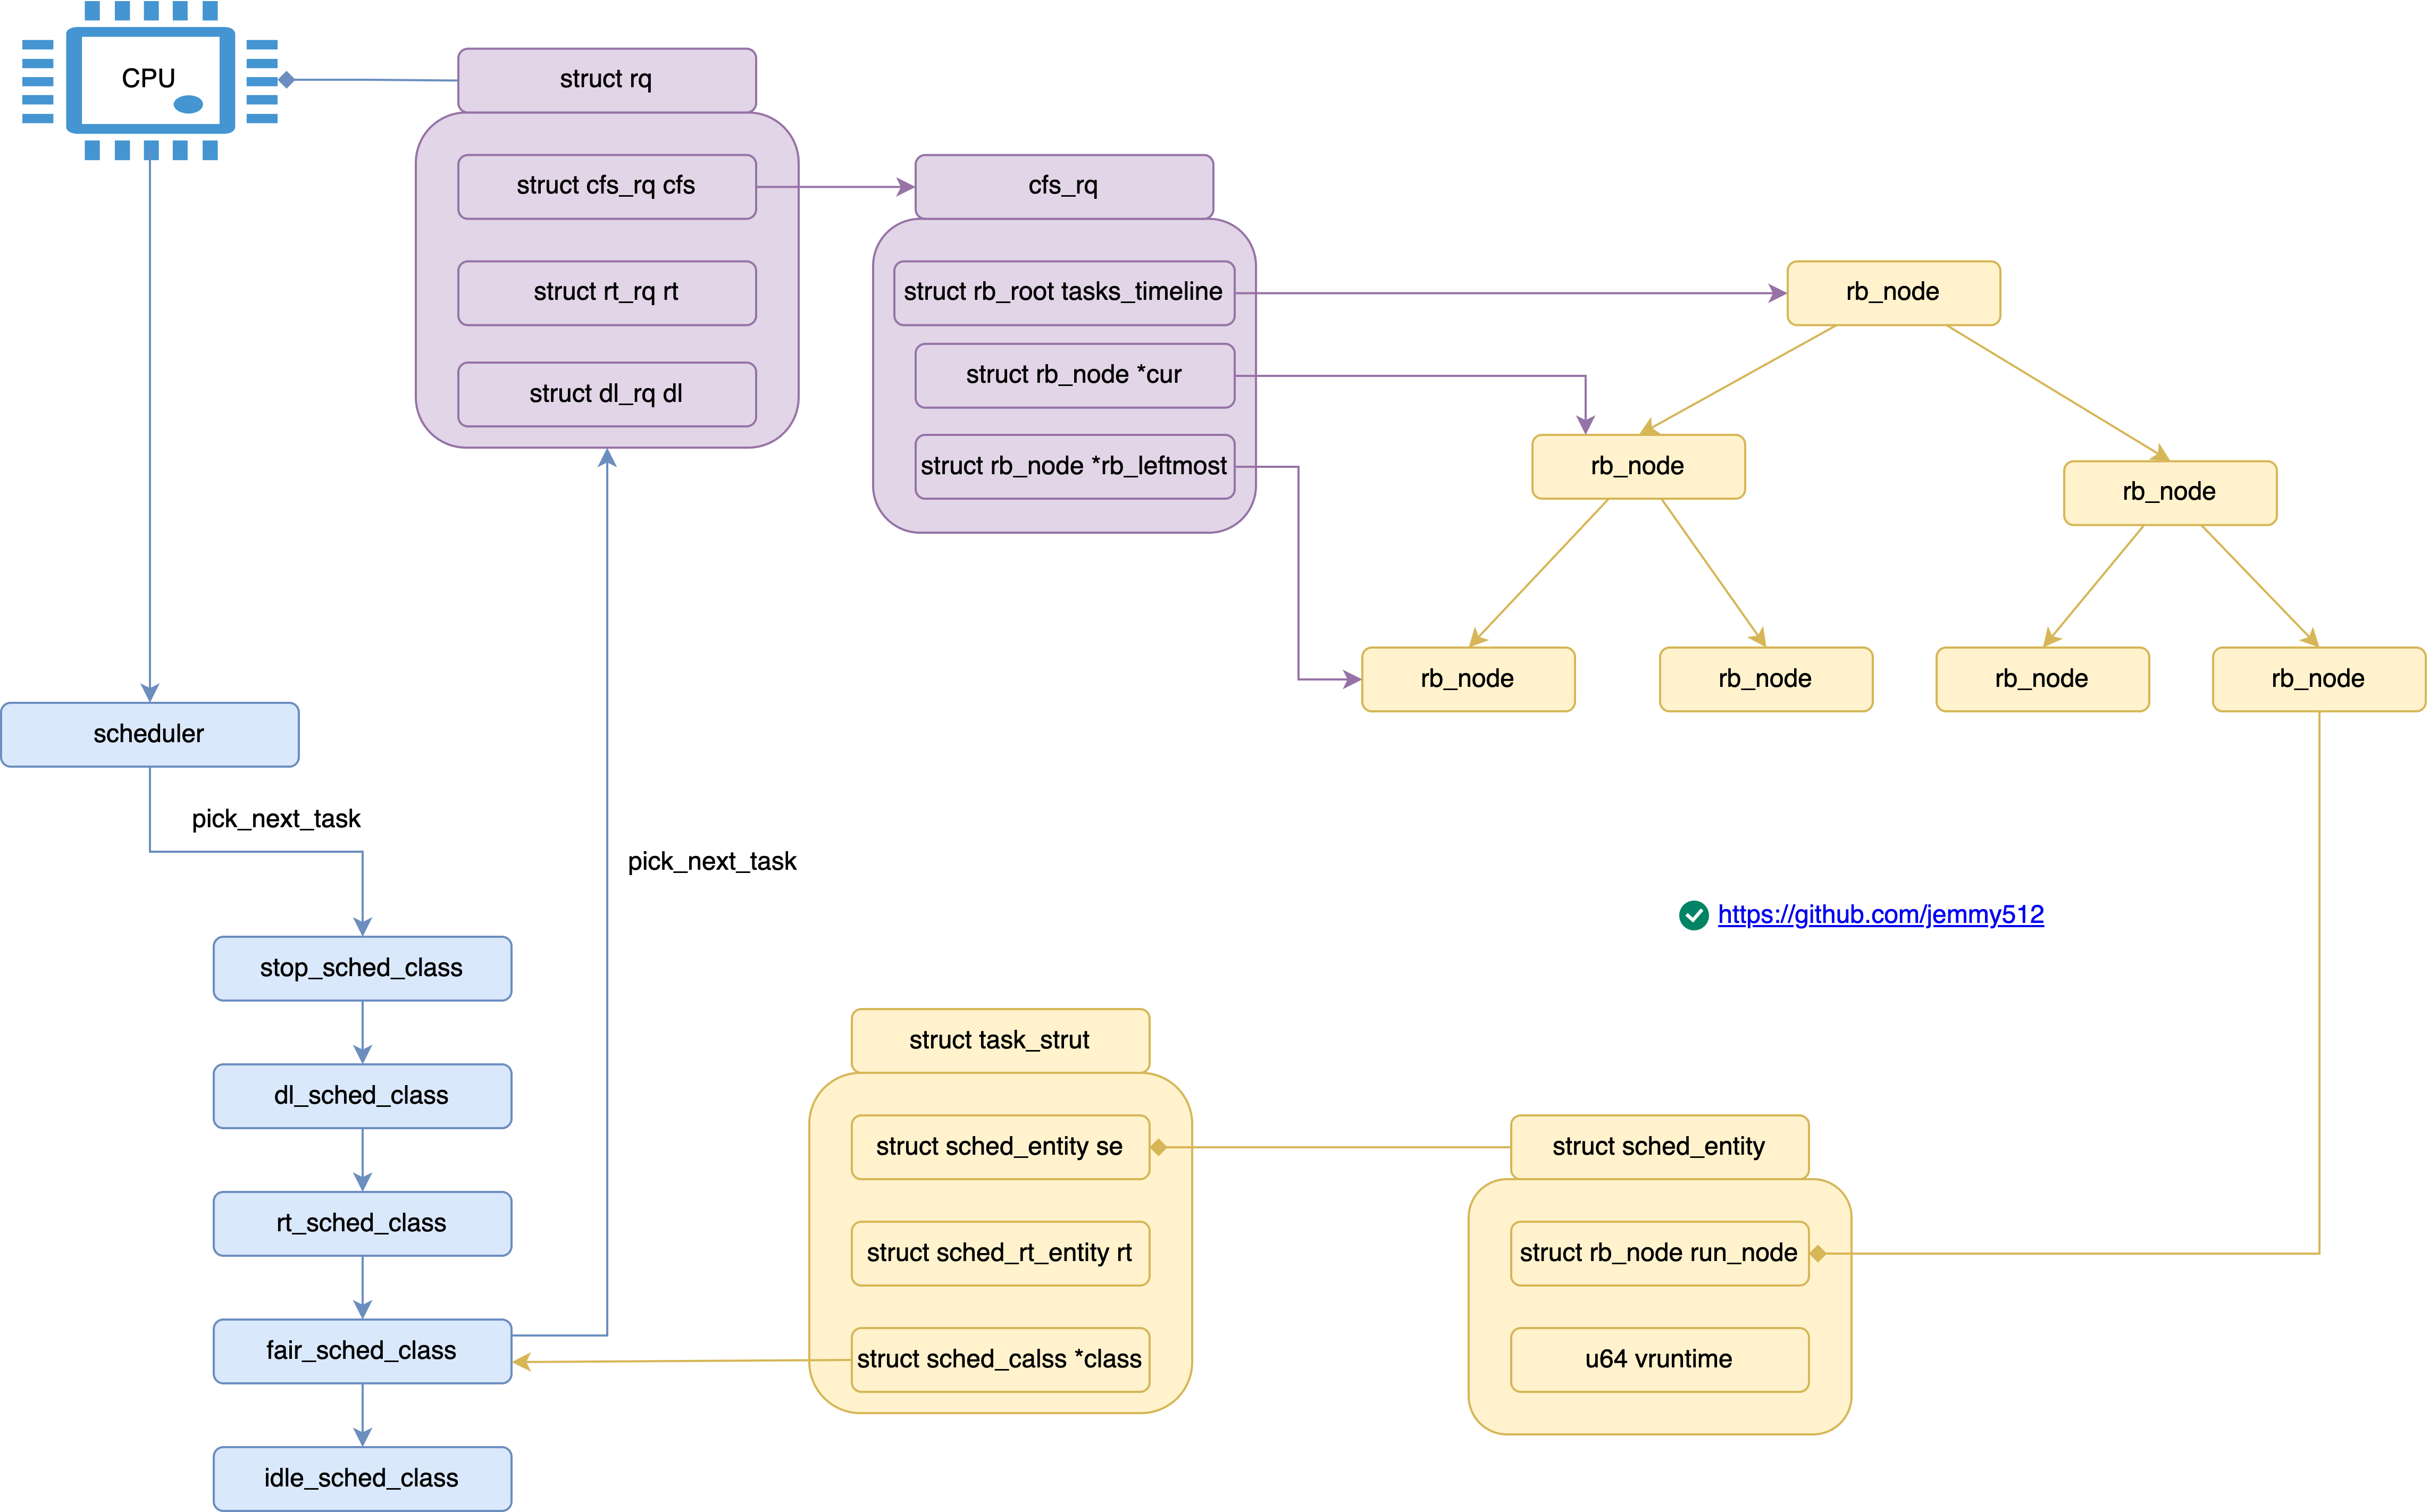 CPU
struct rq
struct cfs_rq cfs
struct rt_rq rt
struct dl_rq dl
cfs_rq
struct rb_root tasks_timeline
struct rb_node *cur
struct rb_node *rb_leftmost
rb_node
rb_node
rb_node
rb_node
rb_node
rb_node
rb_node
scheduler
pick_next_task
pick_next_task
https://github.com/jemmy512
stop_sched_class
dl_sched_class
rt_sched_class
fair_sched_class
idle_sched_class
struct task_strut
struct sched_entity se
struct sched_rt_entity rt
struct sched_calss *class
struct sched_entity
struct rb_node run_node
u64 vruntime